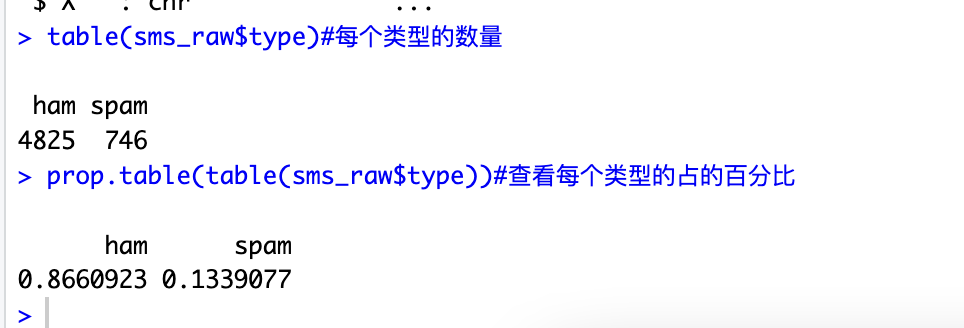 $ X : chr ...
> table(sms_raw$type)#每个类型的数量
ham spam
4825 746
> prop.table(table(sms_raw$type))#查看每个类型的占的百分比
ham spam
0.8660923 0.1339077
>